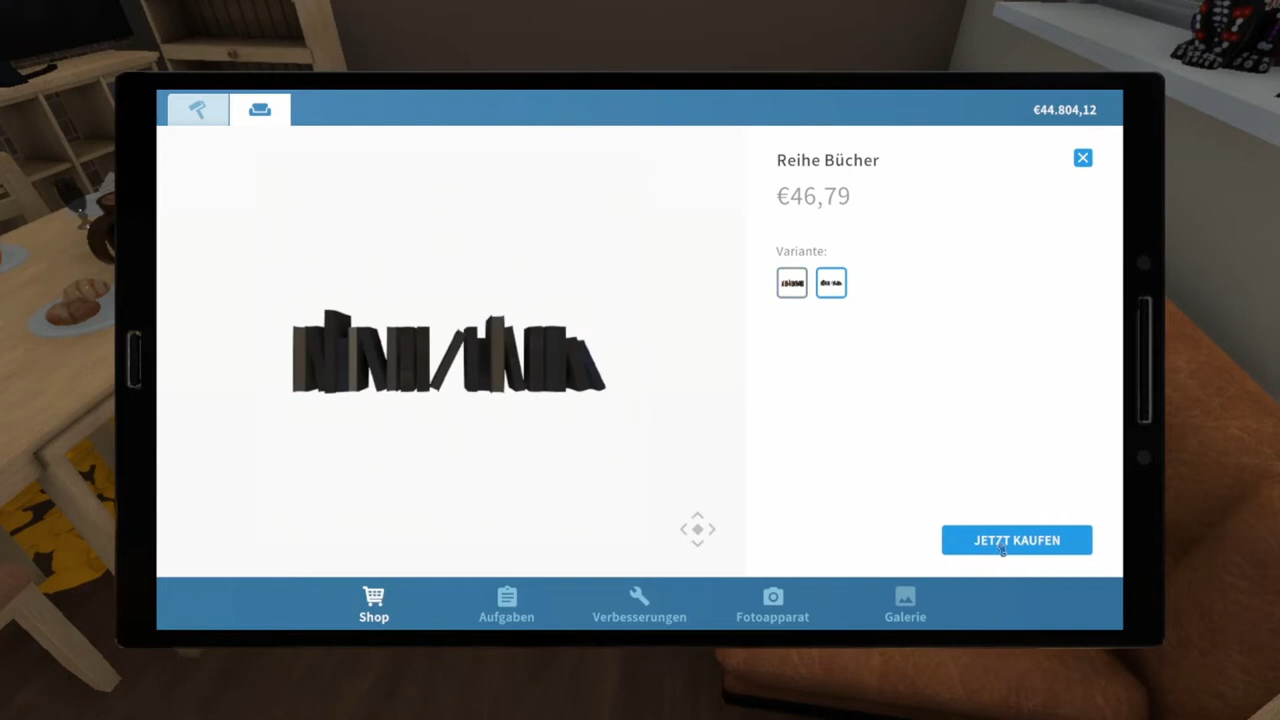 €44.804,12
Reihe Bücher
€46,79
Variante:
JETZT KAUFEN
Shop
Aufgaben
Verbesserungen
Fotoapparat
Galerie